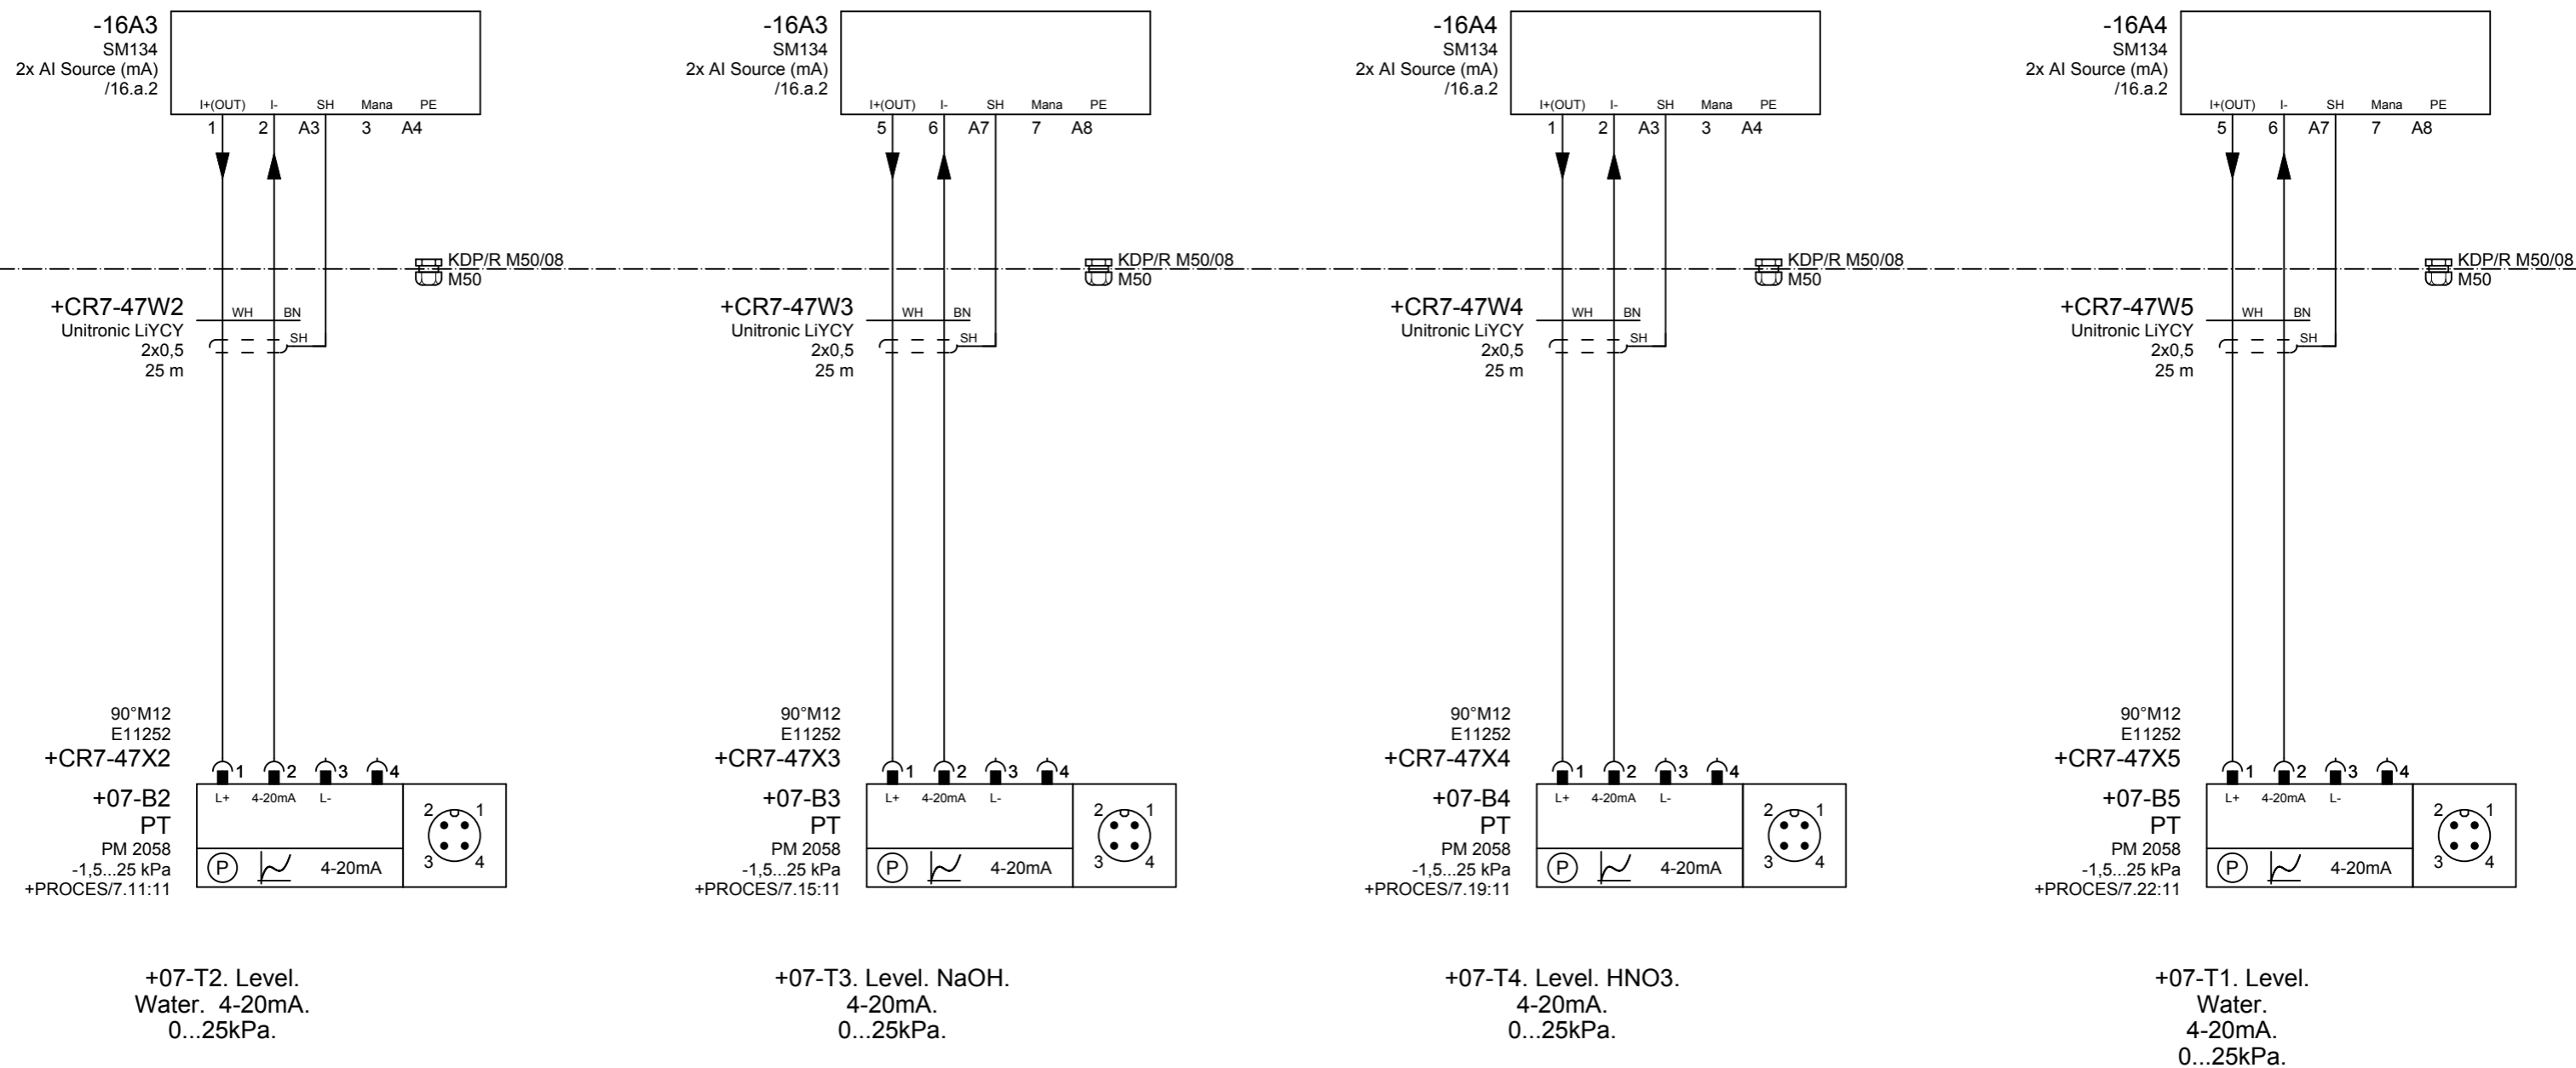 -16A3
SM134
2x AI Source (mA)
/16.a.2
I+(OUT) I- SH Mana PE
1 2 A3 3 A4
KDP/R M50/08
M50
+CR7-47W2
Unitronic LiYCY
2x0,5
25 m
WH BN
SH
90°M12
E11252
+CR7-47X2
1 2 3 4
+07-B2
PT
PM 2058
-1,5...25 kPa
+PROCES/7.11:11
L+ 4-20mA L-
P 4-20mA
2 1
3 4
+07-T2. Level.
Water. 4-20mA.
0...25kPa.
-16A3
SM134
2x AI Source (mA)
/16.a.2
I+(OUT) I- SH Mana PE
5 6 A7 7 A8
KDP/R M50/08
M50
+CR7-47W3
Unitronic LiYCY
2x0,5
25 m
WH BN
SH
90°M12
E11252
+CR7-47X3
1 2 3 4
+07-B3
PT
PM 2058
-1,5...25 kPa
+PROCES/7.15:11
L+ 4-20mA L-
P 4-20mA
2 1
3 4
+07-T3. Level. NaOH.
4-20mA.
0...25kPa.
-16A4
SM134
2x AI Source (mA)
/16.a.2
I+(OUT) I- SH Mana PE
1 2 A3 3 A4
KDP/R M50/08
M50
+CR7-47W4
Unitronic LiYCY
2x0,5
25 m
WH BN
SH
90°M12
E11252
+CR7-47X4
1 2 3 4
+07-B4
PT
PM 2058
-1,5...25 kPa
+PROCES/7.19:11
L+ 4-20mA L-
P 4-20mA
2 1
3 4
+07-T4. Level. HNO3.
4-20mA.
0...25kPa.
-16A4
SM134
2x AI Source (mA)
/16.a.2
I+(OUT) I- SH Mana PE
5 6 A7 7 A8
KDP/R M50/08
M50
+CR7-47W5
Unitronic LiYCY
2x0,5
25 m
WH BN
SH
90°M12
E11252
+CR7-47X5
1 2 3 4
+07-B5
PT
PM 2058
-1,5...25 kPa
+PROCES/7.22:11
L+ 4-20mA L-
P 4-20mA
2 1
3 4
+07-T1. Level.
Water.
4-20mA.
0...25kPa.